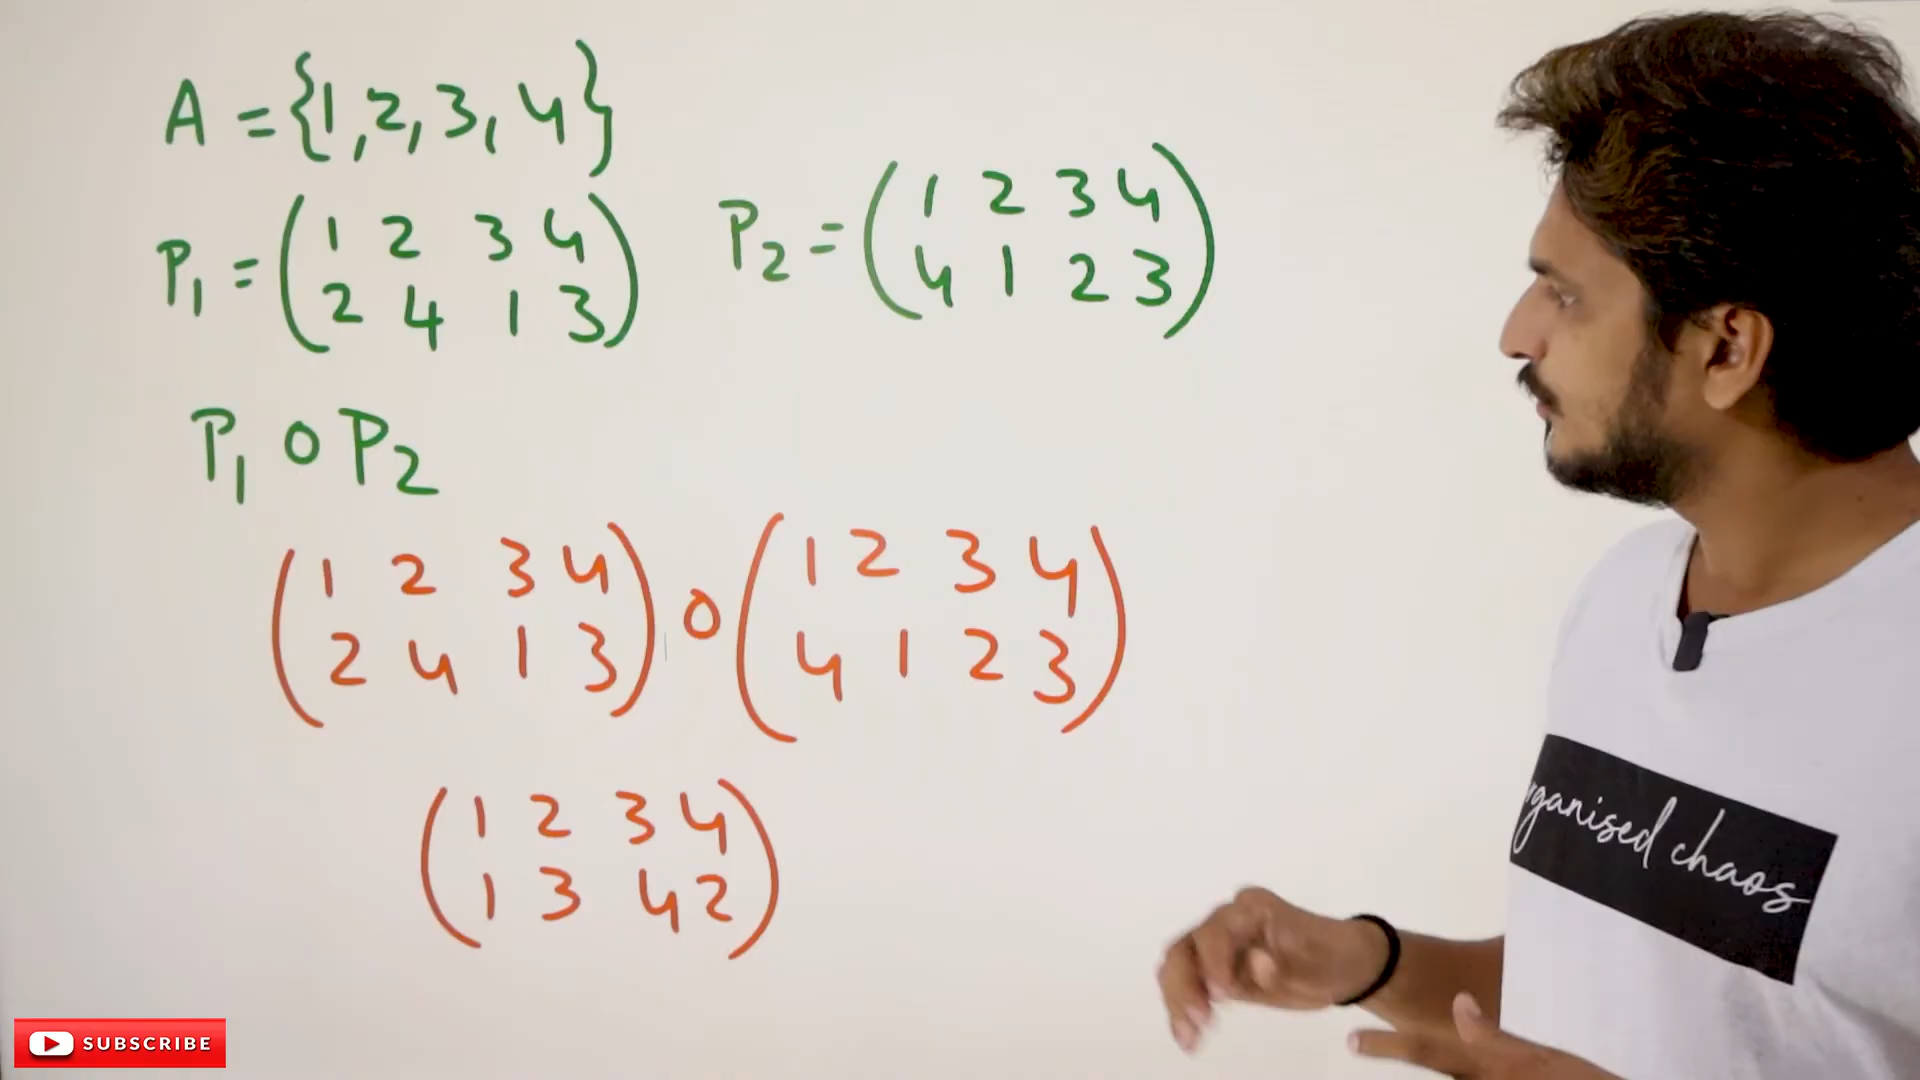 A = {1, 2, 3, 4}
P1 = (1 2 3 4
2 4 1 3)
P2 = (1 2 3 4
4 1 2 3)
P1 o P2
(1 2 3 4
2 4 1 3)
o
(1 2 3 4
4 1 2 3)
(1 2 3 4
1 3 4 2)
rganised chaos
SUBSCRIBE